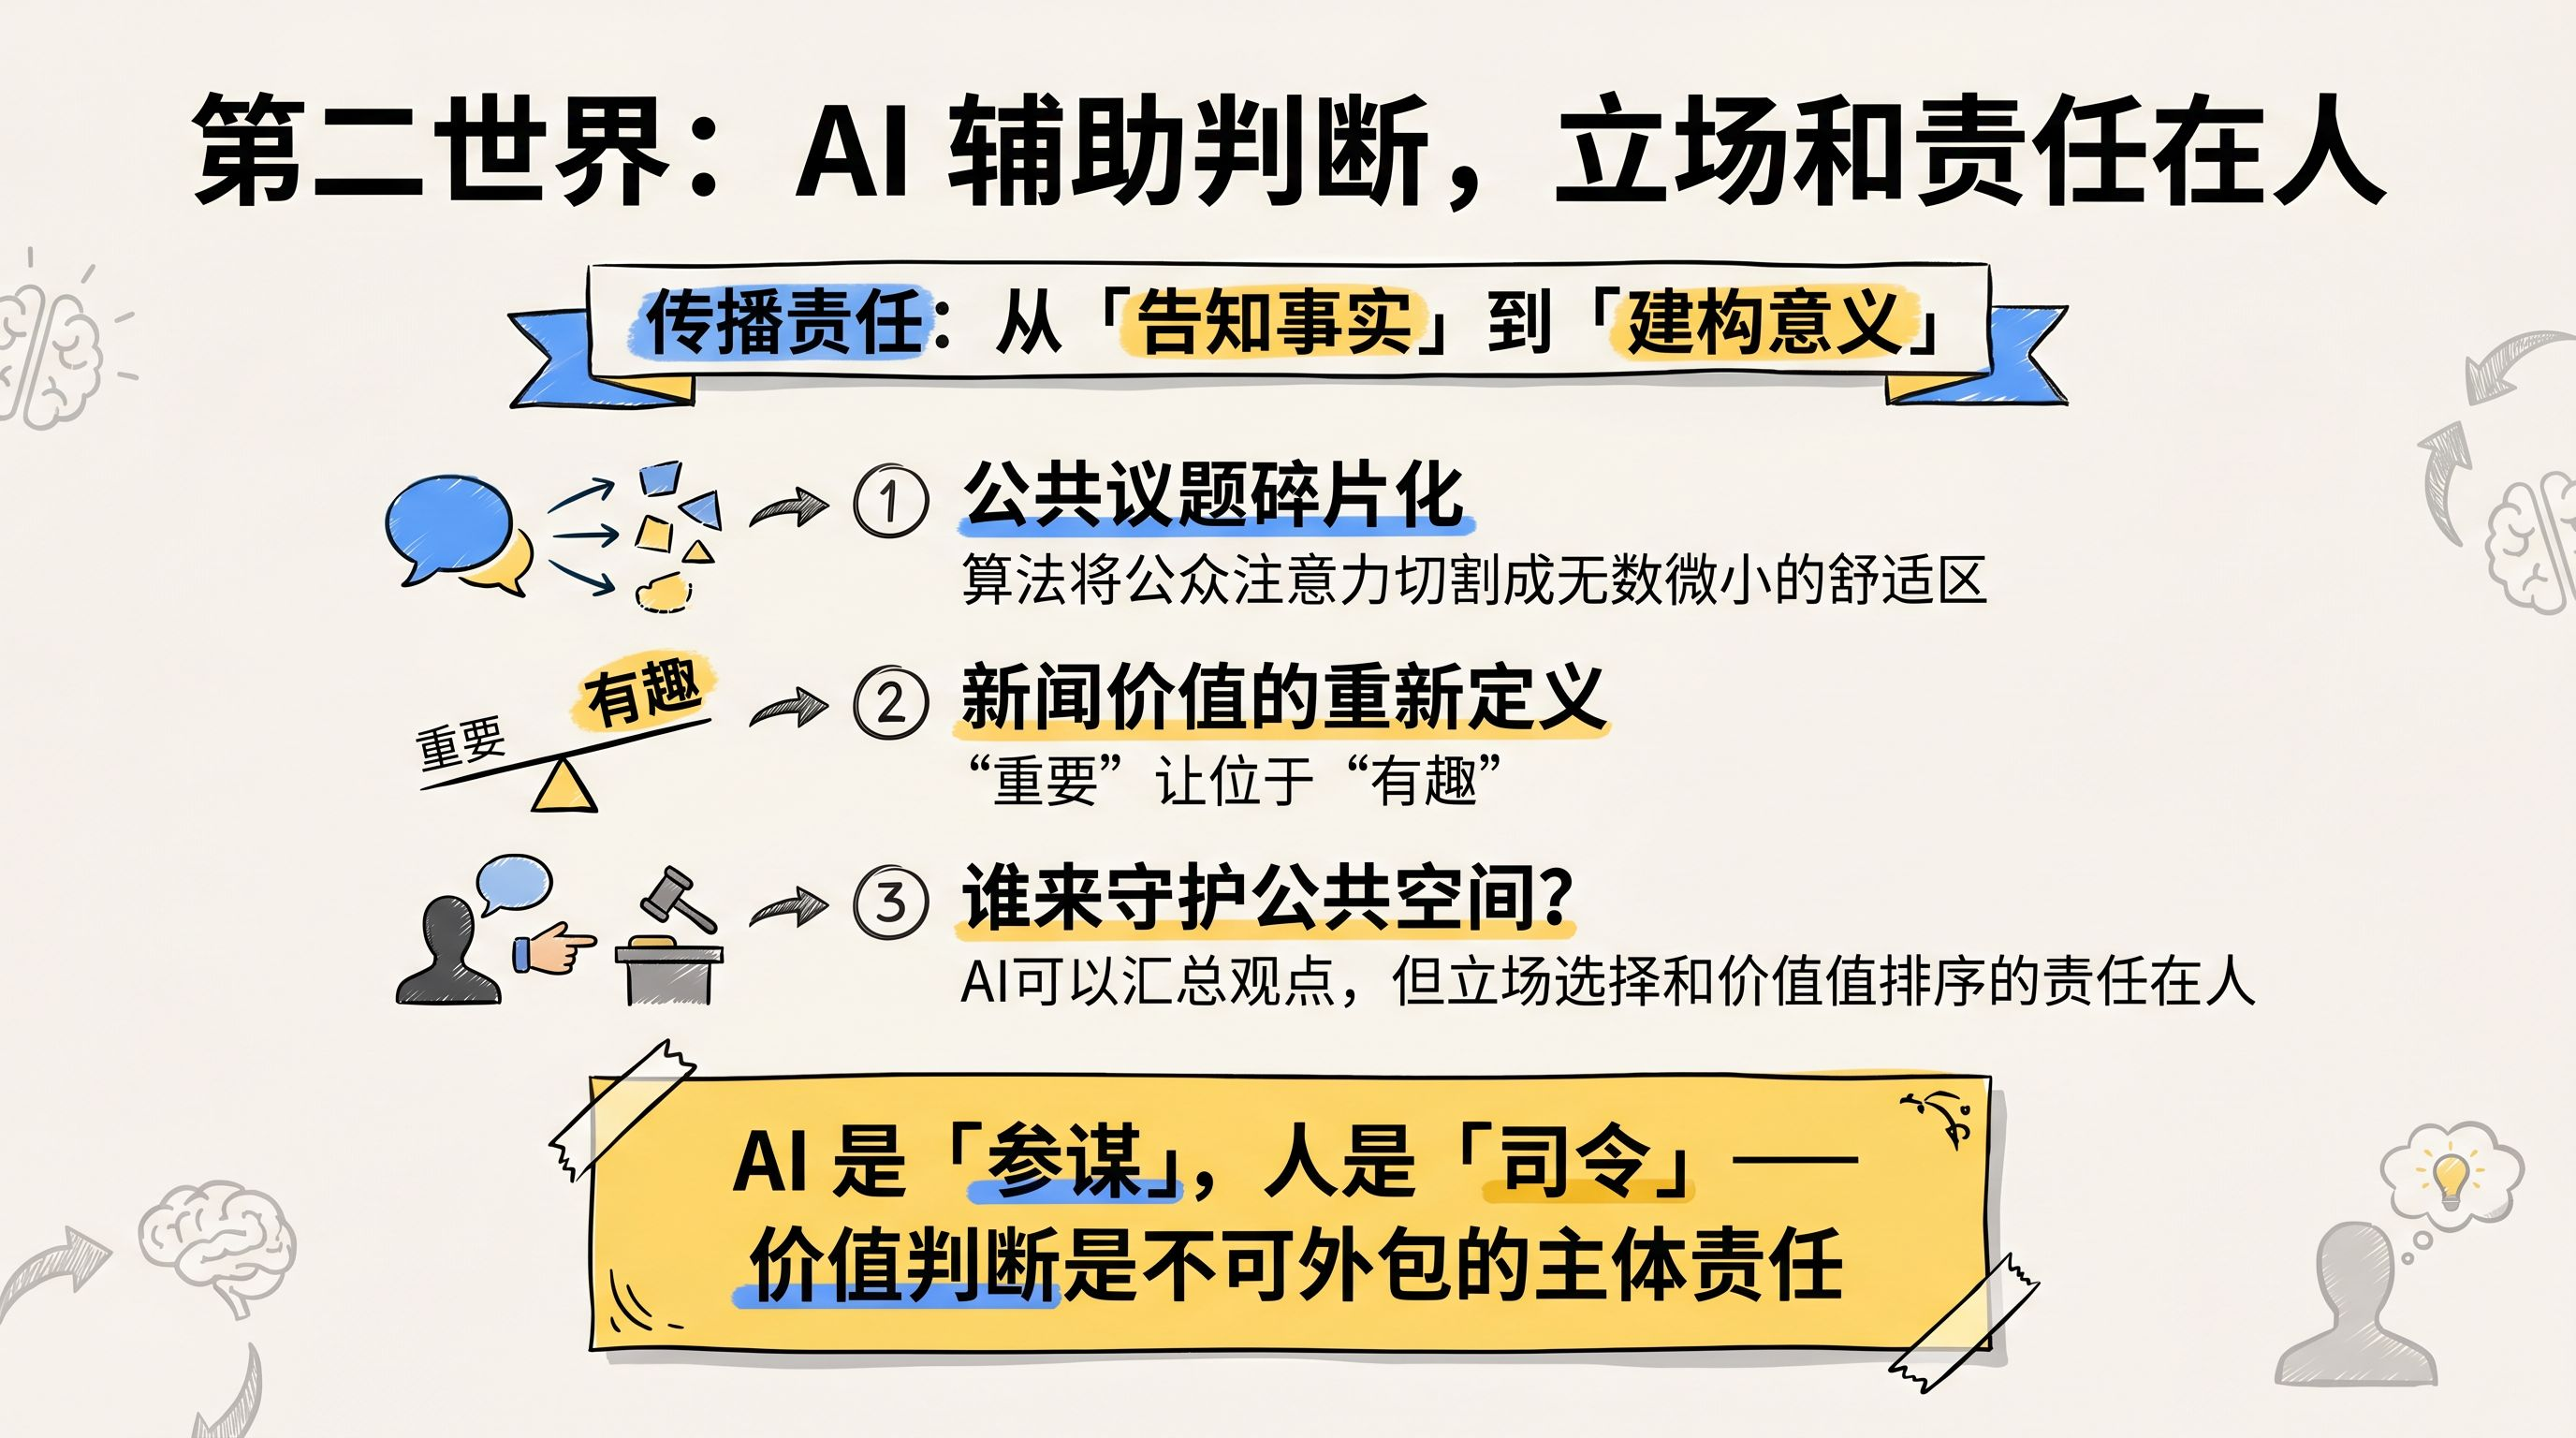 第二世界：AI 辅助判断，立场和责任在人
传播责任：从「告知事实」到「建构意义」
① 公共议题碎片化
算法将公众注意力切割成无数微小的舒适区
重要 有趣
② 新闻价值的重新定义
“重要”让位于“有趣”
③ 谁来守护公共空间？
AI可以汇总观点，但立场选择和价值值排序的责任在人
AI 是「参谋」，人是「司令」——
价值判断是不可外包的主体责任